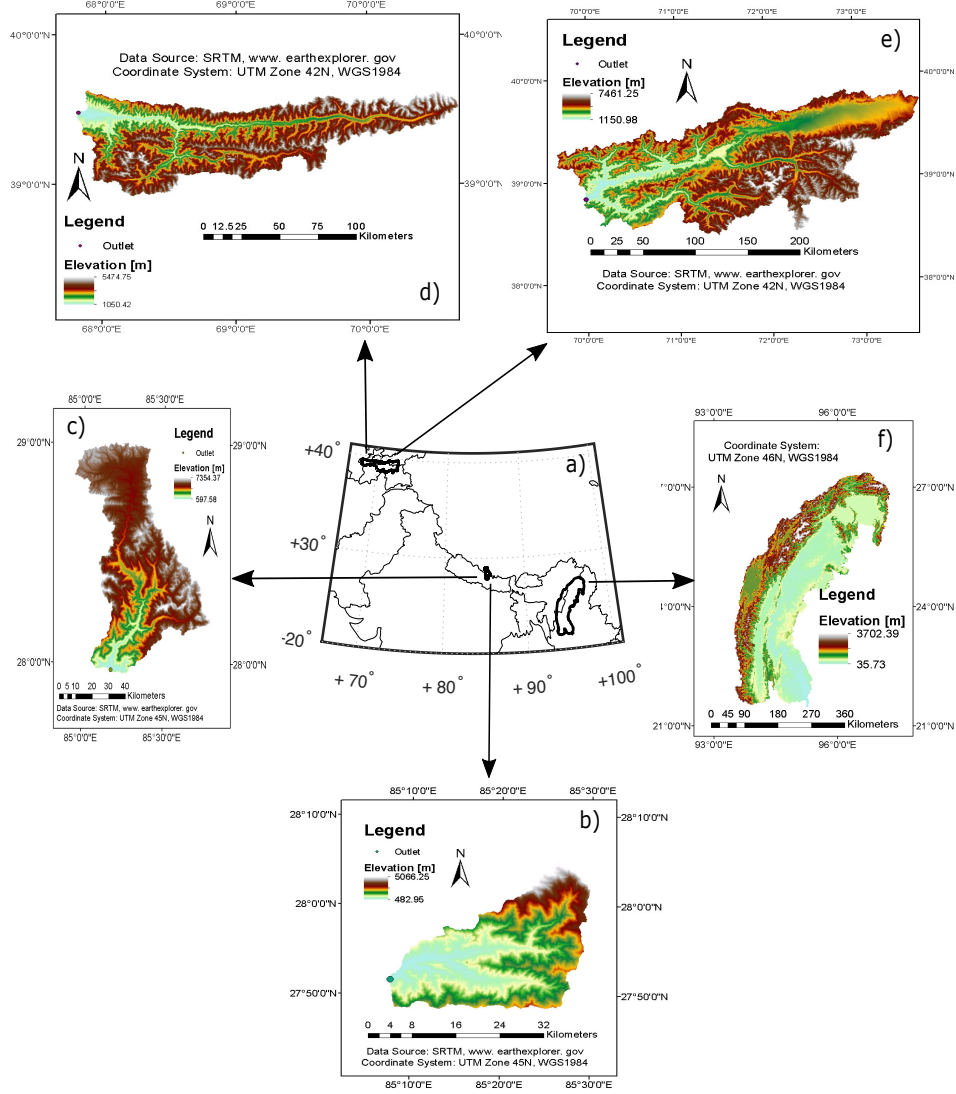 68°0'0"E 69°0'0"E 70°0'0"E
40°0'0"N 40°0'0"N
Data Source: SRTM, www. earthexplorer. gov
Coordinate System: UTM Zone 42N, WGS1984
N
39°0'0"N 39°0'0"N
Legend
Outlet
Elevation [m]
5474.75
1050.42
0 12.525 50 75 100
Kilometers
d)
68°0'0"E 69°0'0"E 70°0'0"E
70°0'0"E 71°0'0"E 72°0'0"E 73°0'0"E
Legend
e)
Outlet
Elevation [m]
7461.25
1150.98
N
40°0'0"N 40°0'0"N
39°0'0"N 39°0'0"N
0 25 50 100 150 200
Kilometers
Data Source: SRTM, www. earthexplorer. gov
Coordinate System: UTM Zone 42N, WGS1984
38°0'0"N 38°0'0"N
70°0'0"E 71°0'0"E 72°0'0"E 73°0'0"E
85°0'0"E 85°30'0"E
c)
Legend
Outlet
Elevation [m]
7354.37
597.58
29°0'0"N 29°0'0"N
N
28°0'0"N 28°0'0"N
0 5 10 20 30 40
Kilometers
Data Source: SRTM, www. earthexplorer. gov
Coordinate System: UTM Zone 45N, WGS1984
85°0'0"E 85°30'0"E
+40°
a)
+30°
-20°
+ 70° + 80° + 90° +100°
93°0'0"E 96°0'0"E
f)
Coordinate System:
UTM Zone 46N, WGS1984
N
°0'0"N 27°0'0"N
1°0'0"N 24°0'0"N
Legend
Elevation [m]
3702.39
35.73
0 45 90 180 270 360
Kilometers
21°0'0"N 21°0'0"N
93°0'0"E 96°0'0"E
85°10'0"E 85°20'0"E 85°30'0"E
28°10'0"N 28°10'0"N
b)
Legend
Outlet
Elevation [m]
5066.25
482.95
N
28°0'0"N 28°0'0"N
27°50'0"N 27°50'0"N
0 4 8 16 24 32
Kilometers
Data Source: SRTM, www. earthexplorer. gov
Coordinate System: UTM Zone 45N, WGS1984
85°10'0"E 85°20'0"E 85°30'0"E